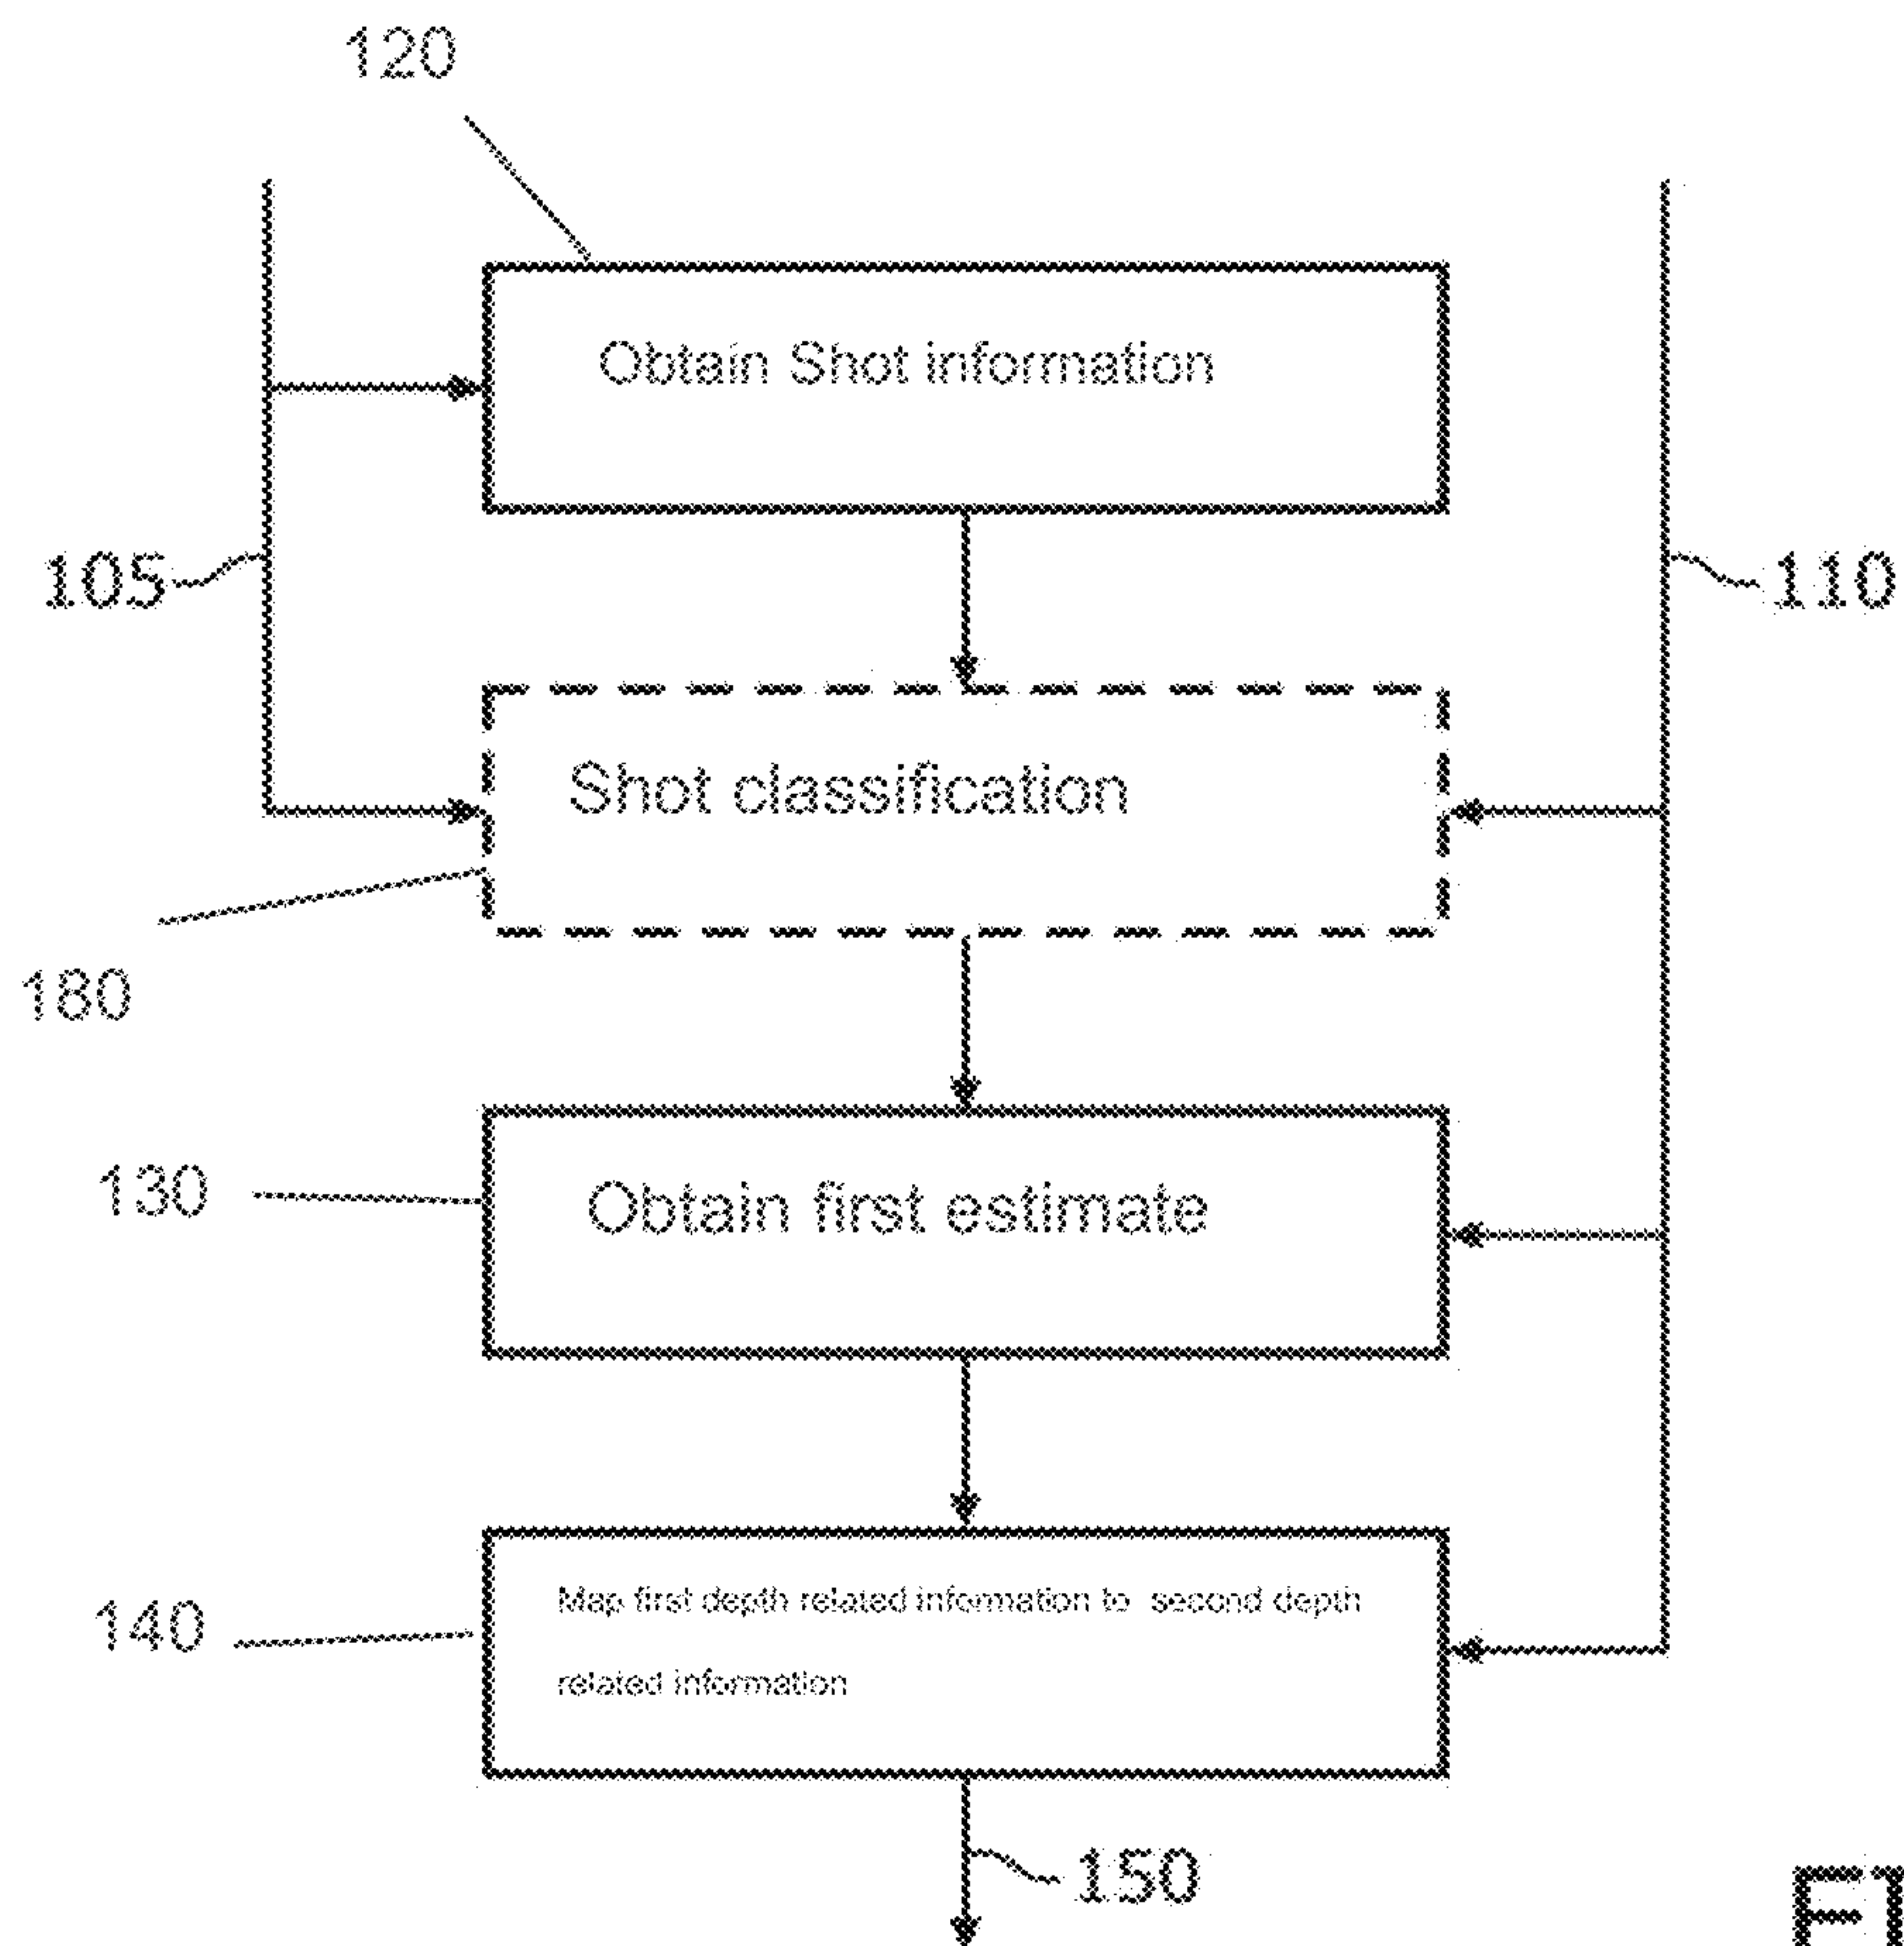 120
Obtain Shot information
105
110
Shot classification
180
130
Obtain first estimate
140
Map first depth related information to second depth
related information
150